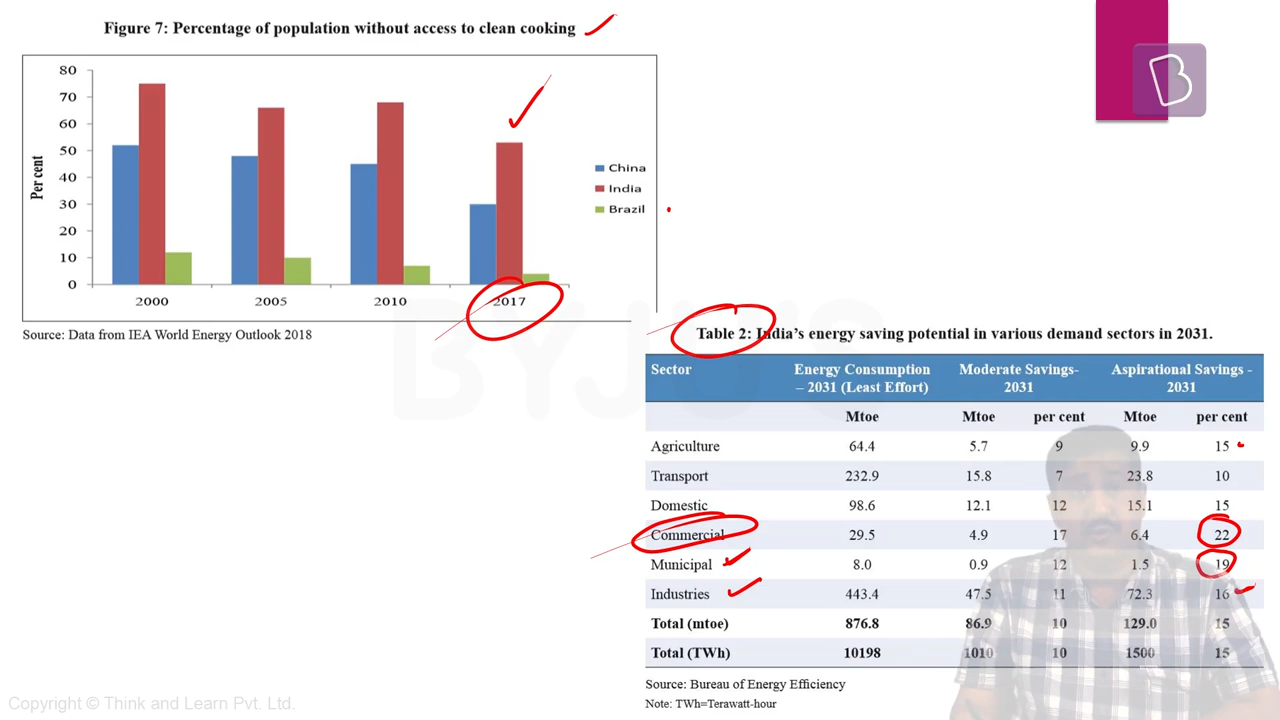 Figure 7: Percentage of population without access to clean cooking
80
70
60
50
40
30
20
10
0
Per cent
2000 2005 2010 2017
China
India
Brazil
Source: Data from IEA World Energy Outlook 2018
BYJU'S
Table 2: India's energy saving potential in various demand sectors in 2031.
Sector Energy Consumption – 2031 (Least Effort) Moderate Savings- 2031 Aspirational Savings - 2031
Mtoe Mtoe per cent Mtoe per cent
Agriculture 64.4 5.7 9 9.9 15
Transport 232.9 15.8 7 23.8 10
Domestic 98.6 12.1 12 15.1 15
Commercial 29.5 4.9 17 6.4 22
Municipal 8.0 0.9 12 1.5 19
Industries 443.4 47.5 11 72.3 16
Total (mtoe) 876.8 86.9 10 129.0 15
Total (TWh) 10198 1010 10 1500 15
Source: Bureau of Energy Efficiency
Note: TWh=Terawatt-hour
Copyright © Think and Learn Pvt. Ltd.